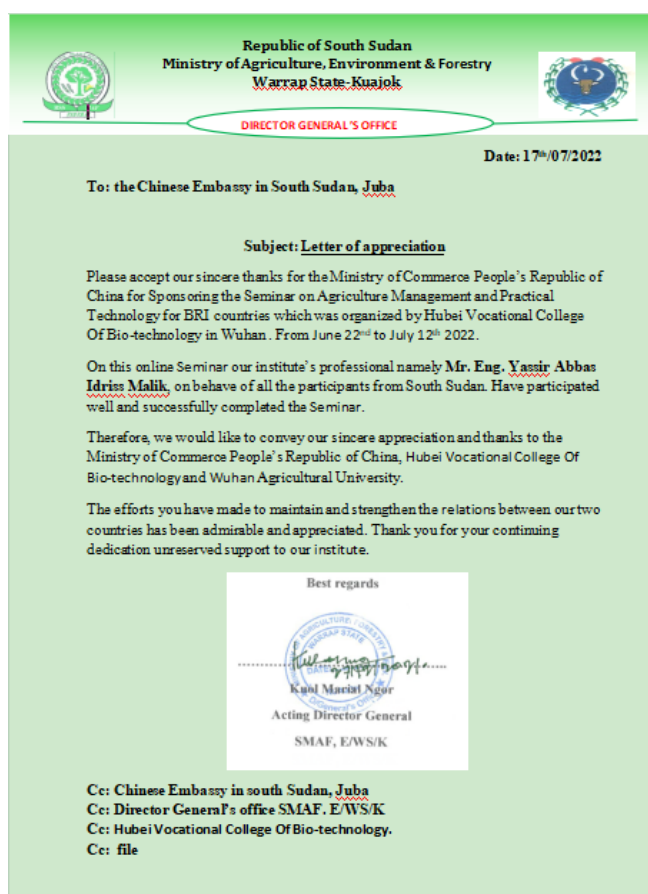 Republic of South Sudan
Ministry of Agriculture, Environment & Forestry
Warrap State-Kuajok
DIRECTOR GENERAL'S OFFICE
Date: 17th/07/2022
To: the Chinese Embassy in South Sudan, Juba
Subject: Letter of appreciation
Please accept our sincere thanks for the Ministry of Commerce People's Republic of
China for Sponsoring the Seminar on Agriculture Management and Practical
Technology for BRI countries which was organized by Hubei Vocational College
Of Bio-technology in Wuhan. From June 22nd to July 12th 2022.
On this online Seminar our institute's professional namely Mr. Eng. Yassir Abbas
Idriss Malik, on behave of all the participants from South Sudan. Have participated
well and successfully completed the Seminar.
Therefore, we would like to convey our sincere appreciation and thanks to the
Ministry of Commerce People's Republic of China, Hubei Vocational College Of
Bio-technology and Wuhan Agricultural University.
The efforts you have made to maintain and strengthen the relations between our two
countries has been admirable and appreciated. Thank you for your continuing
dedication unreserved support to our institute.
Best regards
WARRAP STATE
Kuol Macial Ngor
Acting Director General
SMAF, E/WS/K
Cc: Chinese Embassy in south Sudan, Juba
Cc: Director General's office SMAF. E/WS/K
Cc: Hubei Vocational College Of Bio-technology.
Cc: file